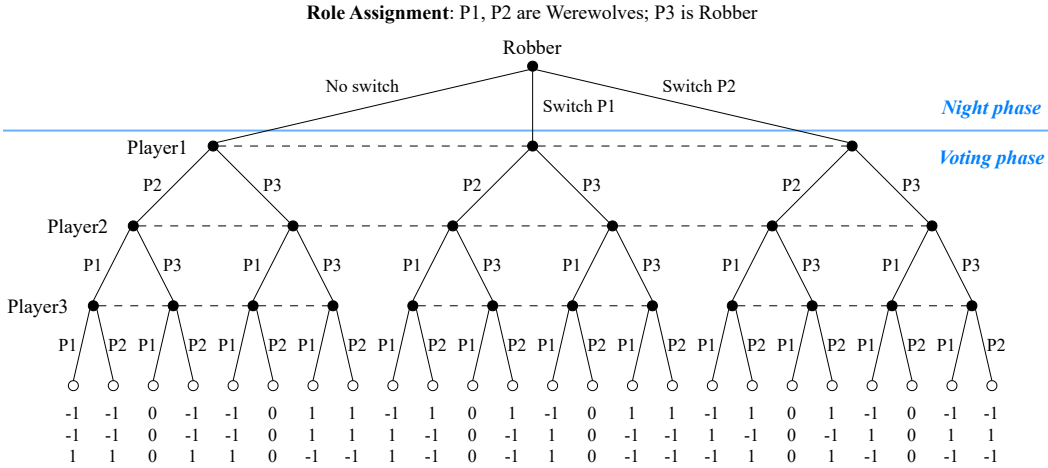 Role Assignment: P1, P2 are Werewolves; P3 is Robber
Robber
No switch Switch P1 Switch P2
Night phase
Voting phase
Player1
P2 P3 P2 P3 P2 P3
Player2
P1 P3 P1 P3 P1 P3 P1 P3 P1 P3 P1 P3
Player3
P1 P2 P1 P2 P1 P2 P1 P2 P1 P2 P1 P2 P1 P2 P1 P2 P1 P2 P1 P2 P1 P2 P1 P2
-1 -1 0 -1 -1 0 1 1 -1 1 0 1 -1 0 1 1 -1 1 0 1 -1 0 -1 -1
-1 -1 0 -1 -1 0 1 1 1 -1 0 -1 1 0 -1 -1 1 -1 0 -1 1 0 1 1
1 1 0 1 1 0 -1 -1 1 -1 0 -1 1 0 -1 -1 -1 1 0 1 -1 0 -1 -1